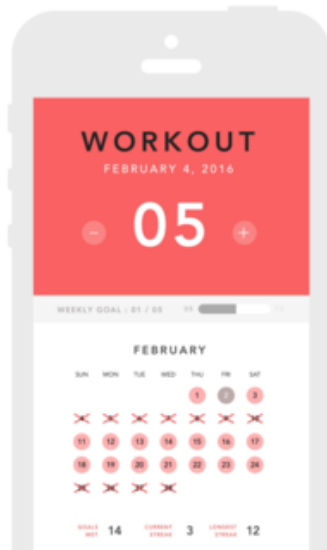 WORKOUT
FEBRUARY 4, 2016
− 05 +
WEEKLY GOAL : 01 / 05
FEBRUARY
SUN MON TUE WED THU FRI SAT
1 2 3
11 12 13 14 15 16 17
18 19 20 21 22 23 24
GOALS MET 14 CURRENT STREAK 3 LONGEST STREAK 12